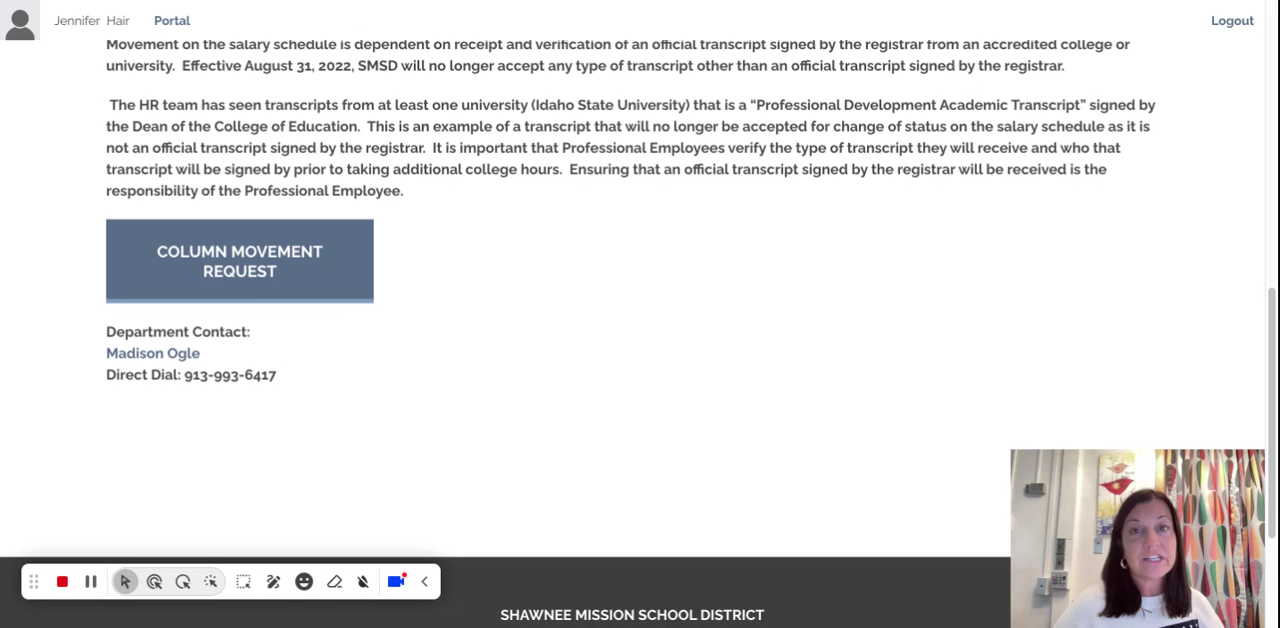 Jennifer Hair
Portal
Logout
Movement on the salary schedule is dependent on receipt and verification of an official transcript signed by the registrar from an accredited college or
university. Effective August 31, 2022, SMSD will no longer accept any type of transcript other than an official transcript signed by the registrar.
The HR team has seen transcripts from at least one university (Idaho State University) that is a “Professional Development Academic Transcript” signed by
the Dean of the College of Education. This is an example of a transcript that will no longer be accepted for change of status on the salary schedule as it is
not an official transcript signed by the registrar. It is important that Professional Employees verify the type of transcript they will receive and who that
transcript will be signed by prior to taking additional college hours. Ensuring that an official transcript signed by the registrar will be received is the
responsibility of the Professional Employee.
COLUMN MOVEMENT
REQUEST
Department Contact:
Madison Ogle
Direct Dial: 913-993-6417
SHAWNEE MISSION SCHOOL DISTRICT